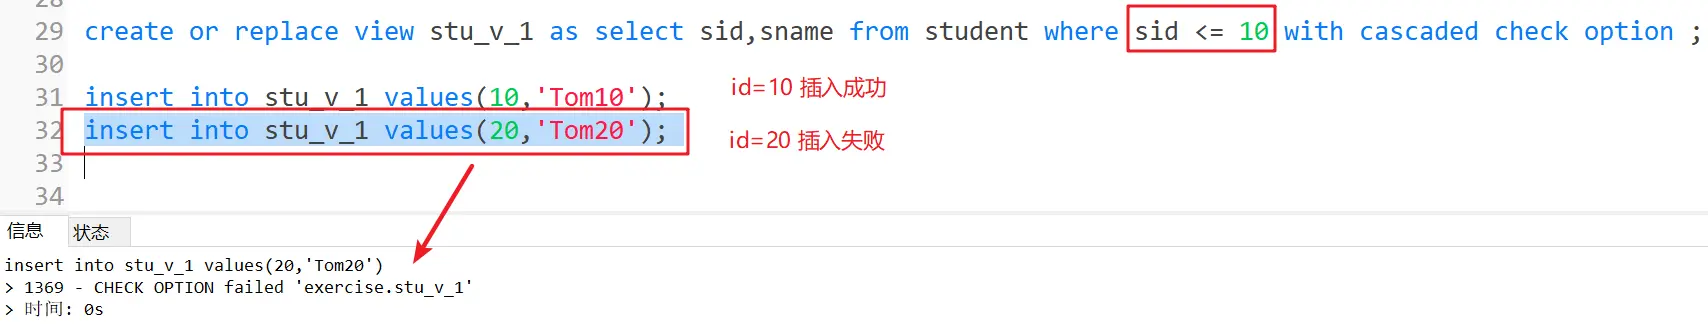 28
29 create or replace view stu_v_1 as select sid,sname from student where sid <= 10 with cascaded check option ;
30
31 insert into stu_v_1 values(10,'Tom10'); id=10 插入成功
32 insert into stu_v_1 values(20,'Tom20'); id=20 插入失败
33
34
信息 状态
insert into stu_v_1 values(20,'Tom20')
> 1369 - CHECK OPTION failed 'exercise.stu_v_1'
> 时间: 0s